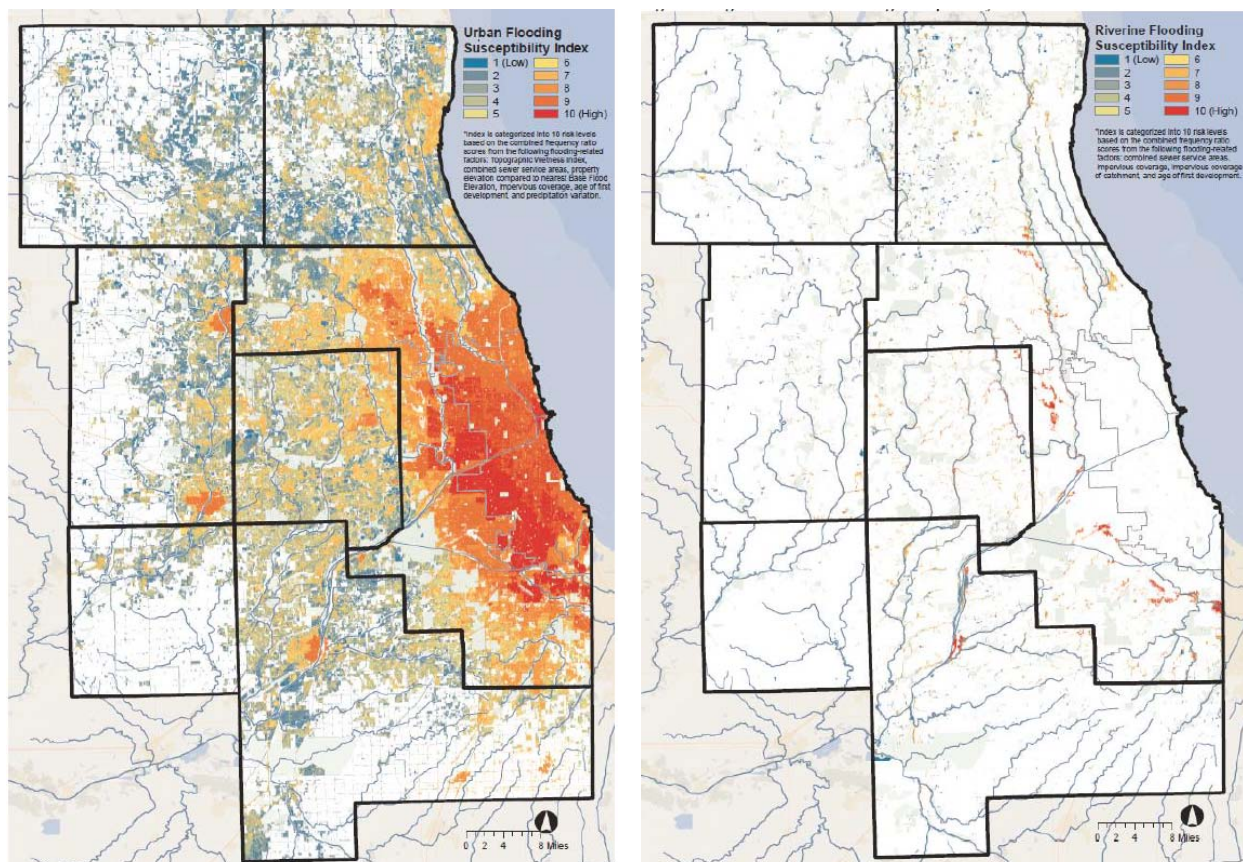 Urban Flooding
Susceptibility Index
1 (Low)
2
3
4
5
6
7
8
9
10 (High)
*Index is categorized into 10 risk levels
based on the combined frequency ratio
scores from the following flooding-related
factors: Topographic Wetness Index,
combined sewer service areas, property
elevation compared to nearest Base Flood
Elevation, impervious coverage, age of first
development, and precipitation variation.
0 2 4 8 Miles
Riverine Flooding
Susceptibility Index
1 (Low)
2
3
4
5
6
7
8
9
10 (High)
*Index is categorized into 10 risk levels
based on the combined frequency ratio
scores from the following flooding-related
factors: combined sewer service areas,
impervious coverage, impervious coverage
of catchment, and age of first development.
0 2 4 8 Miles